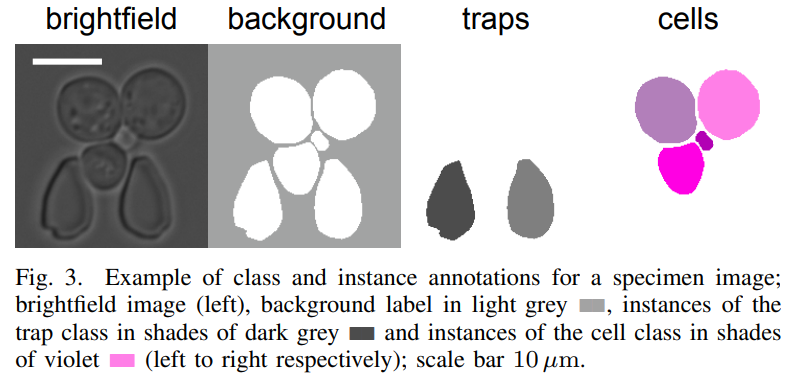 brightfield background traps cells
Fig. 3. Example of class and instance annotations for a specimen image;
brightfield image (left), background label in light grey , instances of the
trap class in shades of dark grey and instances of the cell class in shades
of violet (left to right respectively); scale bar 10 μm.